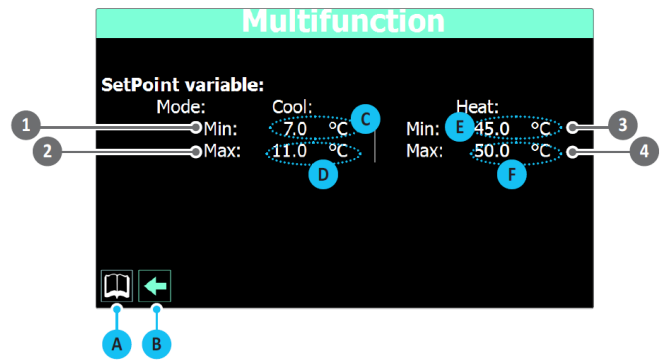 Multifunction
SetPoint variable:
Mode: Cool: Heat:
1 Min: 7.0 °C C Min: E 45.0 °C 3
2 Max: 11.0 °C Max: 50.0 °C 4
D F
A B